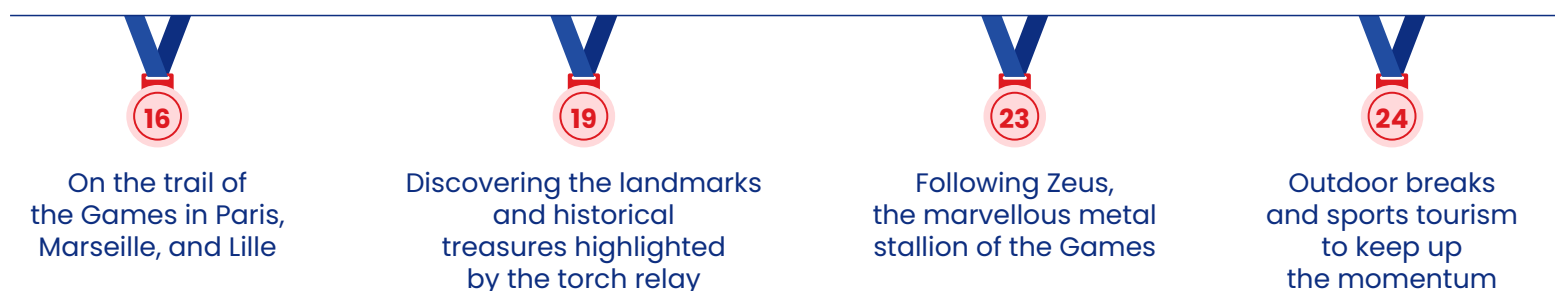 16
On the trail of
the Games in Paris,
Marseille, and Lille
19
Discovering the landmarks
and historical
treasures highlighted
by the torch relay
23
Following Zeus,
the marvellous metal
stallion of the Games
24
Outdoor breaks
and sports tourism
to keep up
the momentum